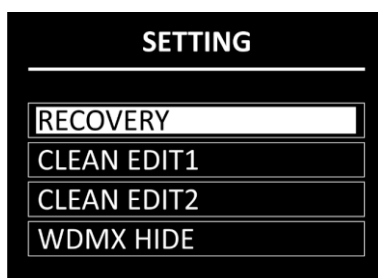 SETTING
RECOVERY
CLEAN EDIT1
CLEAN EDIT2
WDMX HIDE